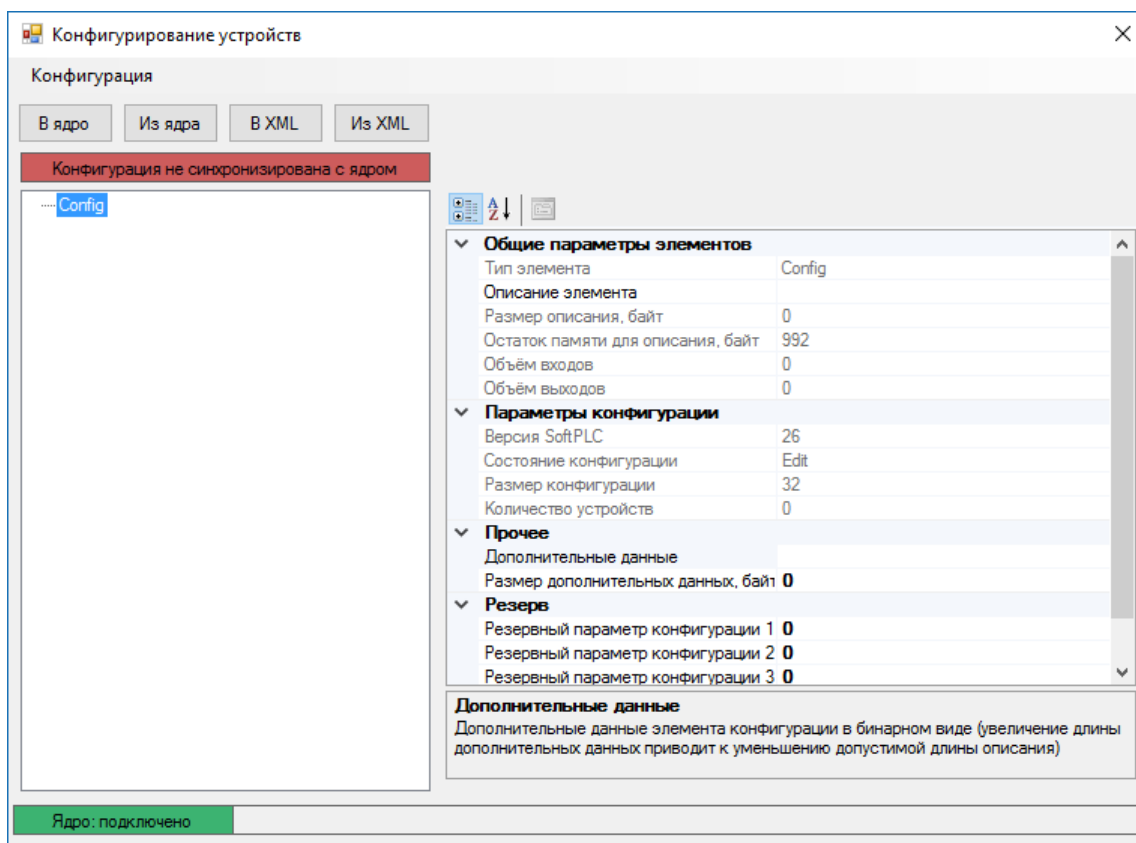 Конфигурирование устройств
Конфигурация
В ядро Из ядра В XML Из XML
Конфигурация не синхронизирована с ядром
Config
Общие параметры элементов
Тип элемента Config
Описание элемента
Размер описания, байт 0
Остаток памяти для описания, байт 992
Объём входов 0
Объём выходов 0
Параметры конфигурации
Версия SoftPLC 26
Состояние конфигурации Edit
Размер конфигурации 32
Количество устройств 0
Прочее
Дополнительные данные
Размер дополнительных данных, байт 0
Резерв
Резервный параметр конфигурации 1 0
Резервный параметр конфигурации 2 0
Резервный параметр конфигурации 3 0
Дополнительные данные
Дополнительные данные элемента конфигурации в бинарном виде (увеличение длины
дополнительных данных приводит к уменьшению допустимой длины описания)
Ядро: подключено